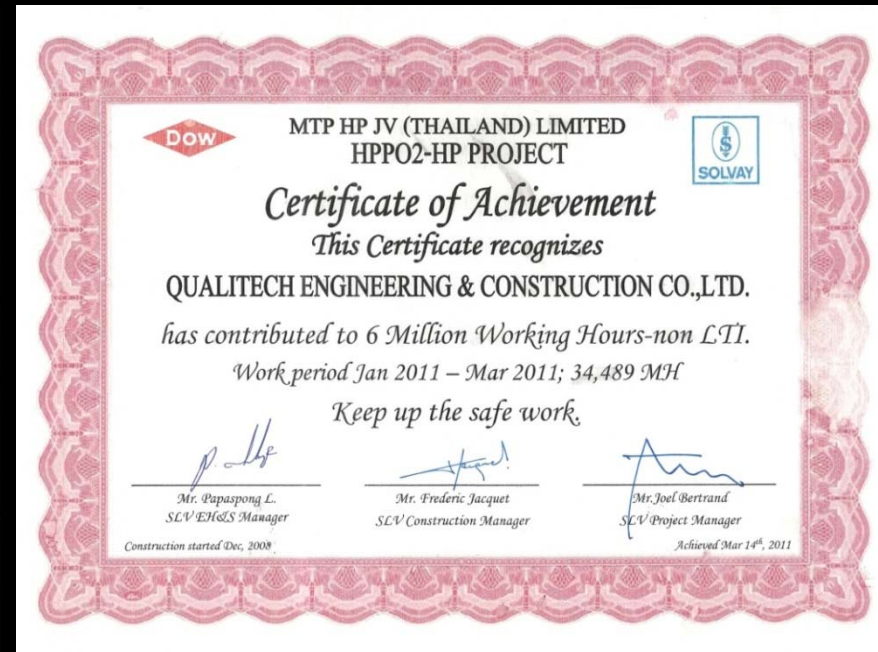 Dow
MTP HP JV (THAILAND) LIMITED
SOLVAY
HPPO2-HP PROJECT
Certificate of Achievement
This Certificate recognizes
QUALITECH ENGINEERING & CONSTRUCTION CO.,LTD.
has contributed to 6 Million Working Hours-non LTI.
Work period Jan 2011 – Mar 2011; 34,489 MH
Keep up the safe work.
Mr. Papaspong L.
SLV EH&S Manager
Mr. Frederic Jacquet
SLV Construction Manager
Mr.Joel Bertrand
SLV Project Manager
Construction started Dec, 2008
Achieved Mar 14th, 2011